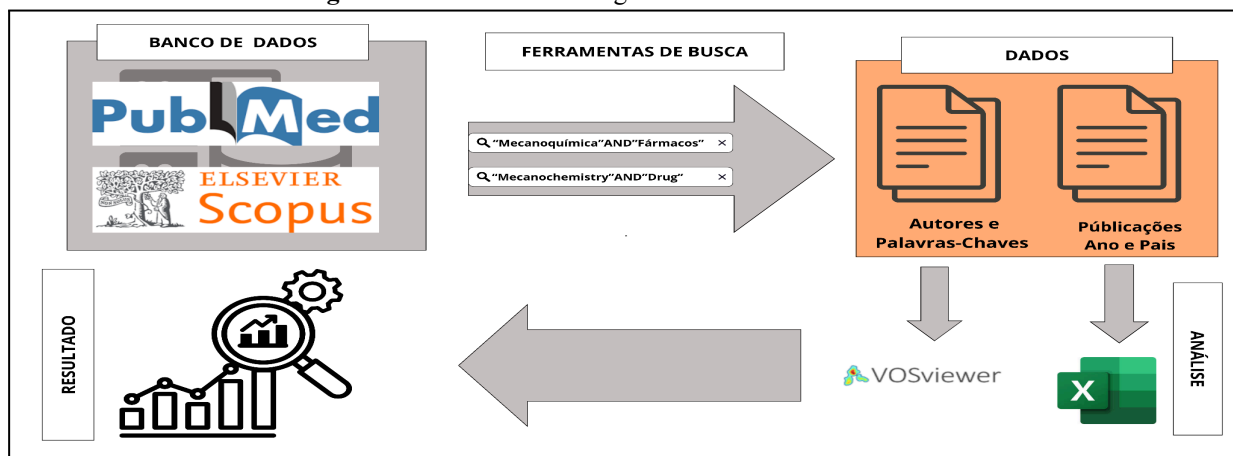 BANCO DE DADOS
PubMed
ELSEVIER
Scopus
FERRAMENTAS DE BUSCA
"Mecanoquímica"AND"Fármacos" ×
"Mecanochemistry"AND"Drug" ×
DADOS
Autores e
Palavras-Chaves
Públicações
Ano e Pais
ANÁLISE
VOSviewer
X
RESULTADO